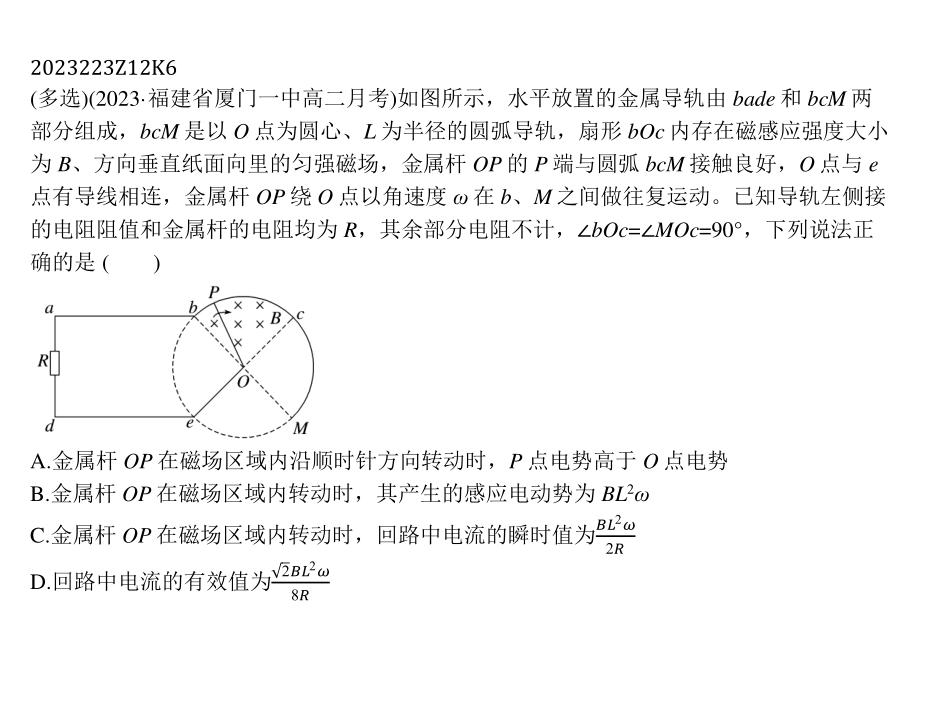 2023223Z12K6
(多选)(2023·福建省厦门一中高二月考)如图所示，水平放置的金属导轨由 bade 和 bcM 两
部分组成，bcM 是以 O 点为圆心、L 为半径的圆弧导轨，扇形 bOc 内存在磁感应强度大小
为 B、方向垂直纸面向里的匀强磁场，金属杆 OP 的 P 端与圆弧 bcM 接触良好，O 点与 e
点有导线相连，金属杆 OP 绕 O 点以角速度 ω 在 b、M 之间做往复运动。已知导轨左侧接
的电阻阻值和金属杆的电阻均为 R，其余部分电阻不计，∠bOc=∠MOc=90°，下列说法正
确的是 (　　)
P
a b B c
R
O
d e M
A.金属杆 OP 在磁场区域内沿顺时针方向转动时，P 点电势高于 O 点电势
B.金属杆 OP 在磁场区域内转动时，其产生的感应电动势为 BL²ω
C.金属杆 OP 在磁场区域内转动时，回路中电流的瞬时值为BL²ω/2R
D.回路中电流的有效值为√2BL²ω/8R